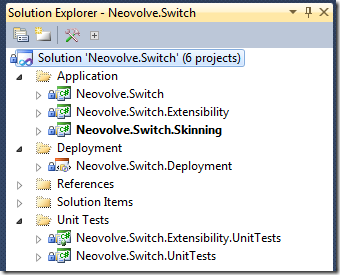 Solution Explorer - Neovolve.Switch
Solution 'Neovolve.Switch' (6 projects)
Application
Neovolve.Switch
Neovolve.Switch.Extensibility
Neovolve.Switch.Skinning
Deployment
Neovolve.Switch.Deployment
References
Solution Items
Unit Tests
Neovolve.Switch.Extensibility.UnitTests
Neovolve.Switch.UnitTests